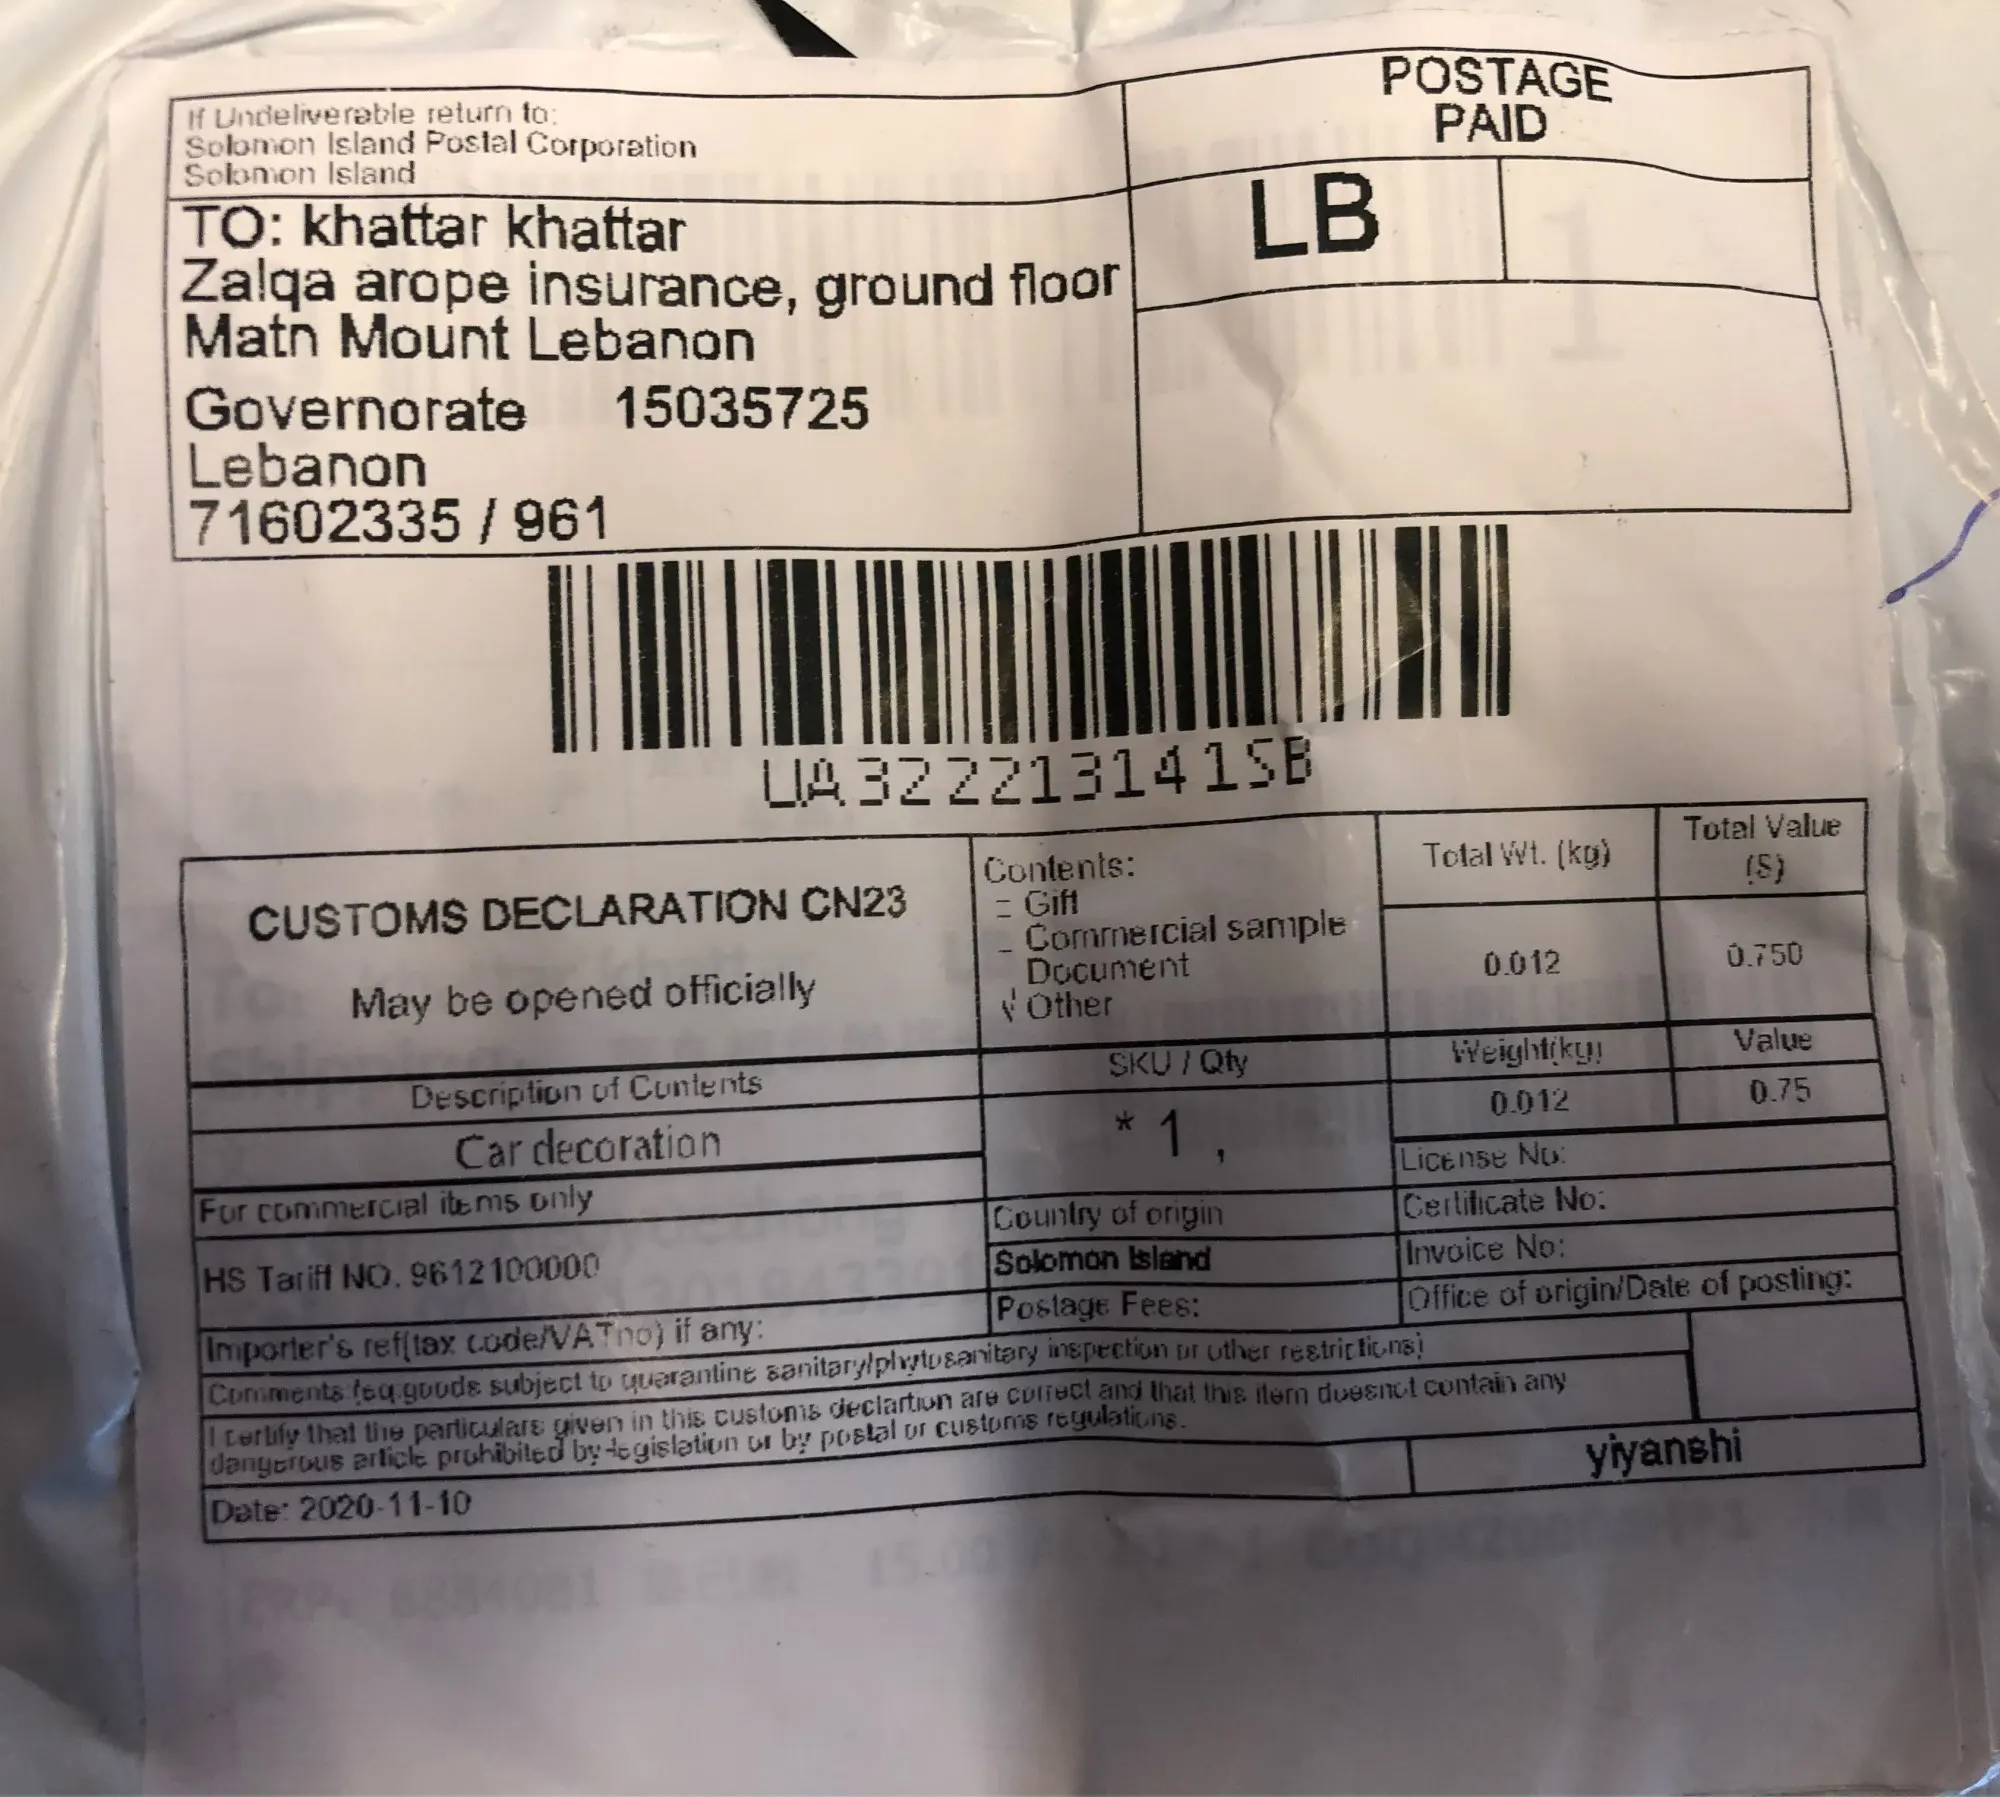 If Undeliverable return to:
Solomon Island Postal Corporation
Solomon Island
POSTAGE
PAID
LB
TO: khattar khattar
Zalqa arope insurance, ground floor
Matn Mount Lebanon
Governorate 15035725
Lebanon
71602335 / 961
UA322213141SB
CUSTOMS DECLARATION CN23
May be opened officially
Contents:
Gift
Commercial sample
Document
√ Other
Total Wt. (kg)
Total Value
($)
0.012
0.750
Description of Contents
SKU / Qty
Weight(kg)
Value
Car decoration
* 1 ,
0.012
0.75
For commercial items only
Country of origin
License No:
Certificate No:
HS Tariff NO. 9612100000
Solomon Island
Invoice No:
Importer's ref(tax code/VATno) if any:
Postage Fees:
Office of origin/Date of posting:
Comments (eq.goods subject to quarantine sanitary/phytosanitary inspection or other restrictions)
I certify that the particulars given in this customs declartion are currect and that this item duesnot contain any
dangerous article prohibited by legislation or by postal or customs regulations.
yiyanshi
Date: 2020-11-10